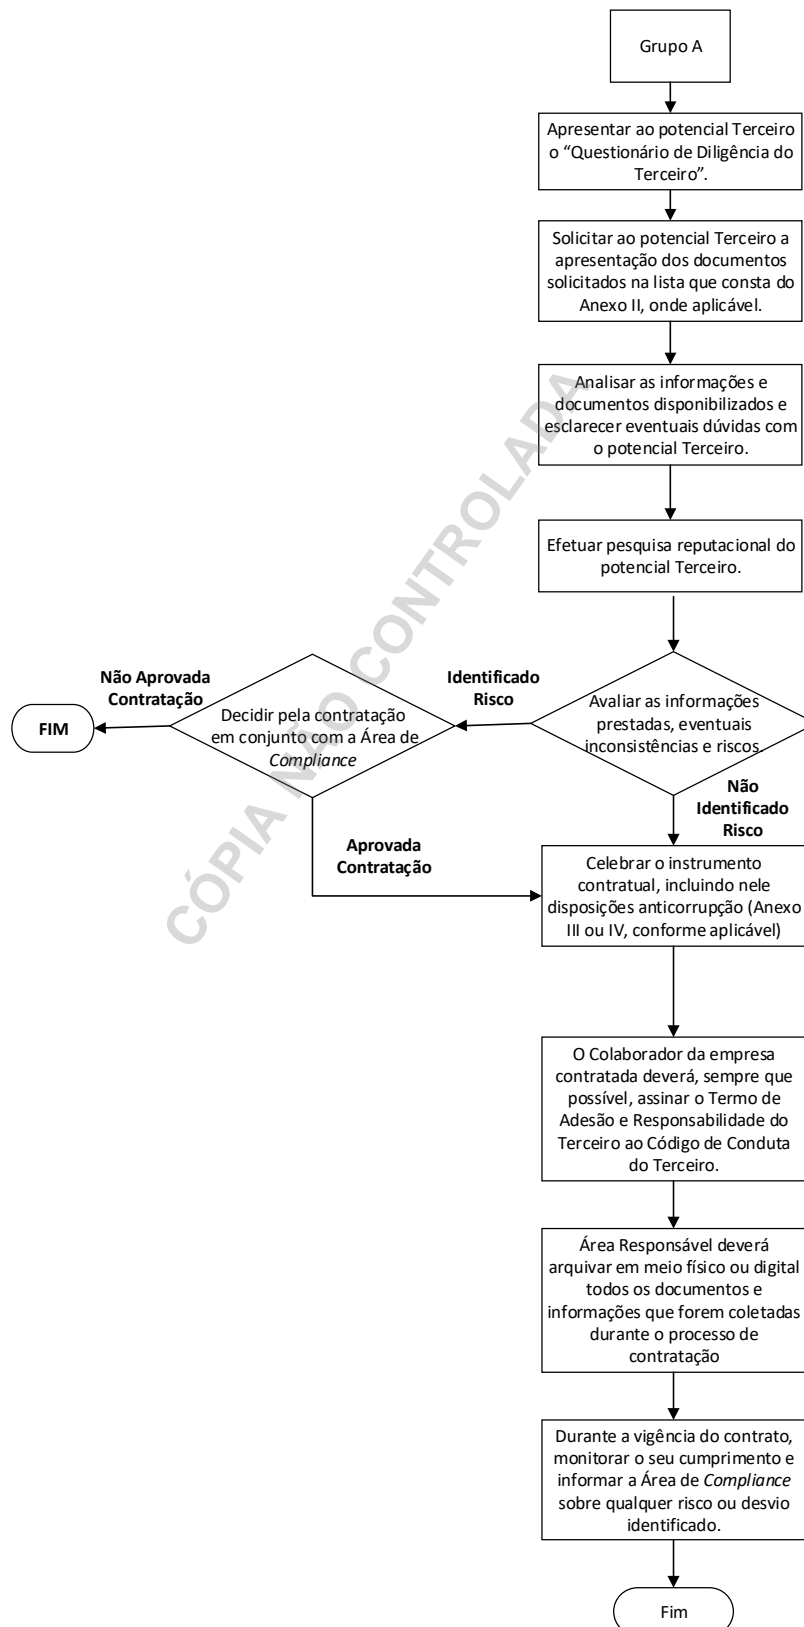 Grupo A
Apresentar ao potencial Terceiro
o “Questionário de Diligência do
Terceiro”.
Solicitar ao potencial Terceiro a
apresentação dos documentos
solicitados na lista que consta do
Anexo II, onde aplicável.
Analisar as informações e
documentos disponibilizados e
esclarecer eventuais dúvidas com
o potencial Terceiro.
Efetuar pesquisa reputacional do
potencial Terceiro.
Avaliar as informações
prestadas, eventuais
inconsistências e riscos.
Identificado
Risco
Decidir pela contratação
em conjunto com a Área de
Compliance
Não Aprovada
Contratação
FIM
Não
Identificado
Risco
Aprovada
Contratação
Celebrar o instrumento
contratual, incluindo nele
disposições anticorrupção (Anexo
III ou IV, conforme aplicável)
O Colaborador da empresa
contratada deverá, sempre que
possível, assinar o Termo de
Adesão e Responsabilidade do
Terceiro ao Código de Conduta
do Terceiro.
Área Responsável deverá
arquivar em meio físico ou digital
todos os documentos e
informações que forem coletadas
durante o processo de
contratação
Durante a vigência do contrato,
monitorar o seu cumprimento e
informar a Área de Compliance
sobre qualquer risco ou desvio
identificado.
Fim
CÓPIA NÃO CONTROLADA